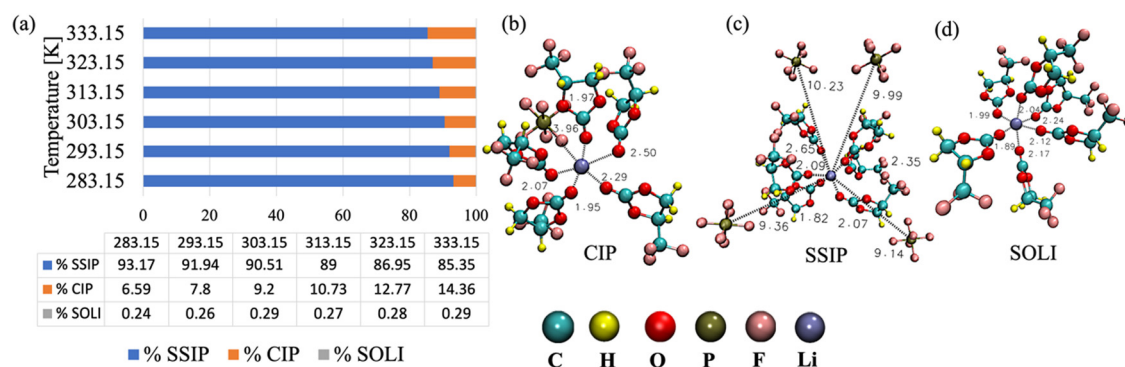 (a)
Temperature [K]
333.15
323.15
313.15
303.15
293.15
283.15
0 20 40 60 80 100
283.15 293.15 303.15 313.15 323.15 333.15
% SSIP 93.17 91.94 90.51 89 86.95 85.35
% CIP 6.59 7.8 9.2 10.73 12.77 14.36
% SOLI 0.24 0.26 0.29 0.27 0.28 0.29
% SSIP % CIP % SOLI
(b)
1.97
3.96
2.50
2.07
2.29
1.95
CIP
(c)
10.23
9.99
2.65
2.35
2.09
1.82
2.07
9.36
9.14
SSIP
(d)
2.04
1.99
2.24
2.12
1.89
2.17
SOLI
C H O P F Li